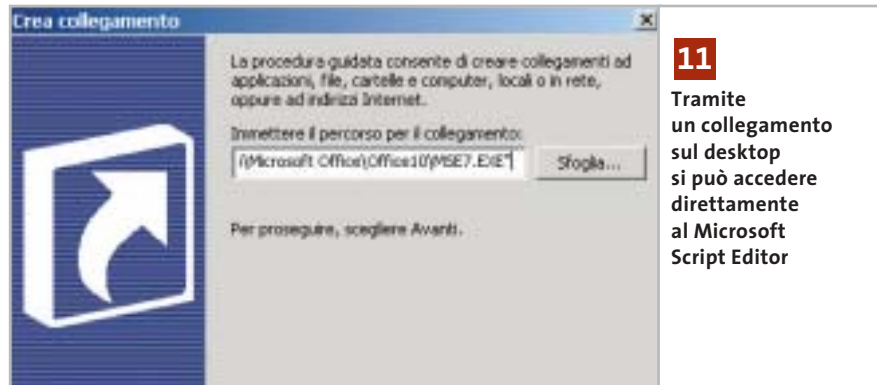 Crea collegamento
La procedura guidata consente di creare collegamenti ad
applicazioni, file, cartelle e computer, locali o in rete,
oppure ad indirizzi Internet.
Immettere il percorso per il collegamento:
i\Microsoft Office\Office10\MSE7.EXE"
Sfoglia...
Per proseguire, scegliere Avanti.
11
Tramite
un collegamento
sul desktop
si può accedere
direttamente
al Microsoft
Script Editor